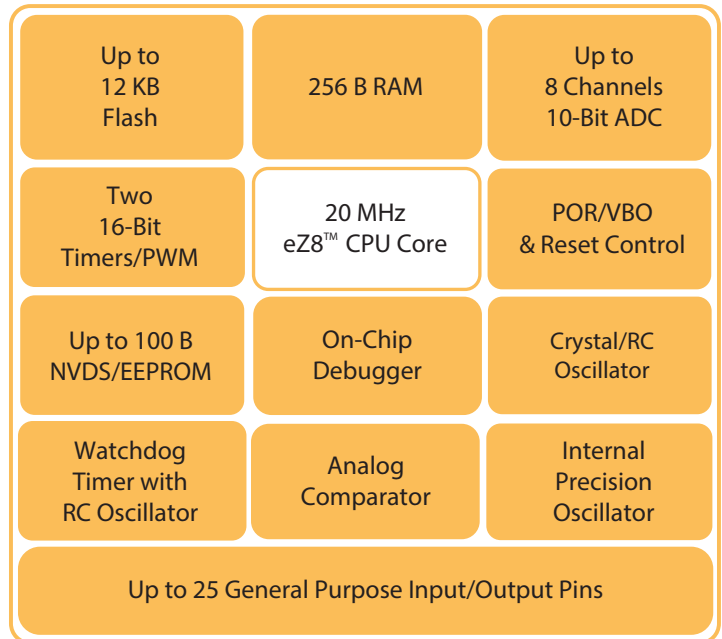 Up to
12 KB
Flash
256 B RAM
Up to
8 Channels
10-Bit ADC
Two
16-Bit
Timers/PWM
20 MHz
eZ8™ CPU Core
POR/VBO
& Reset Control
Up to 100 B
NVDS/EEPROM
On-Chip
Debugger
Crystal/RC
Oscillator
Watchdog
Timer with
RC Oscillator
Analog
Comparator
Internal
Precision
Oscillator
Up to 25 General Purpose Input/Output Pins